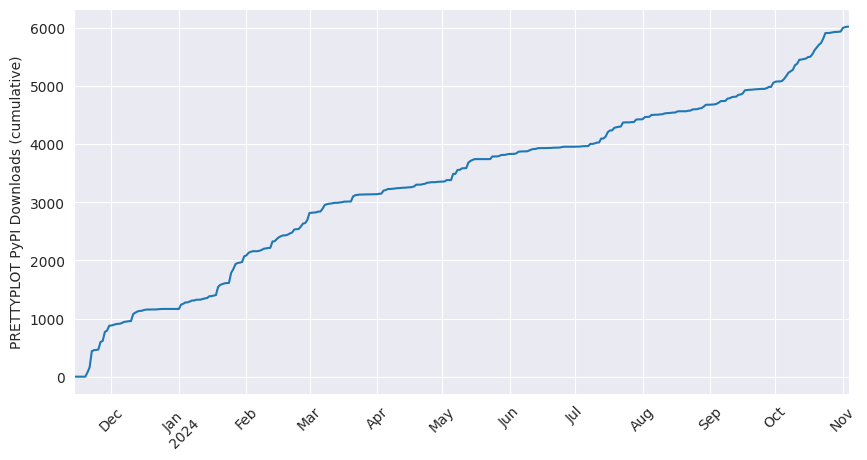 PRETTYPLOT PyPI Downloads (cumulative)
6000
5000
4000
3000
2000
1000
0
Dec
Jan
2024
Feb
Mar
Apr
May
Jun
Jul
Aug
Sep
Oct
Nov